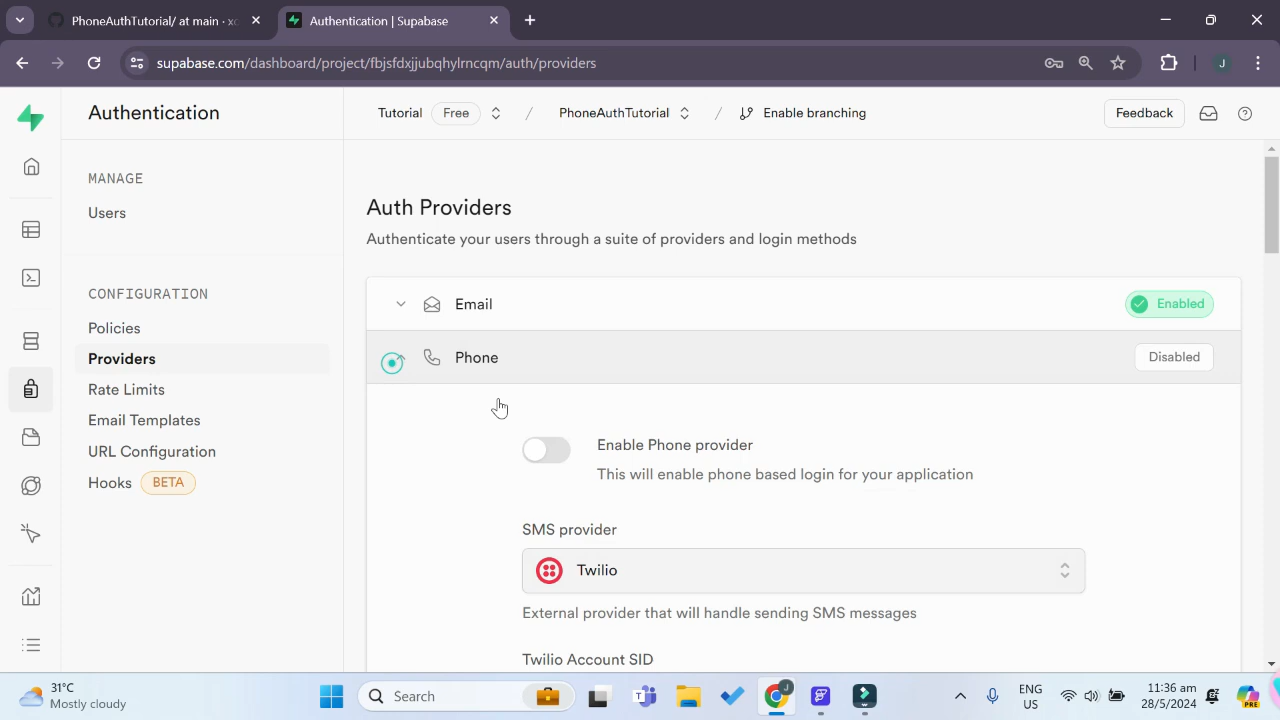 PhoneAuthTutorial/ at main · xc
Authentication | Supabase
supabase.com/dashboard/project/fbjsfdxjjubqhylrncqm/auth/providers
J
Authentication
Tutorial Free / PhoneAuthTutorial / Enable branching
Feedback
MANAGE
Users
CONFIGURATION
Policies
Providers
Rate Limits
Email Templates
URL Configuration
Hooks BETA
Auth Providers
Authenticate your users through a suite of providers and login methods
Email
Enabled
Phone
Disabled
Enable Phone provider
This will enable phone based login for your application
SMS provider
Twilio
External provider that will handle sending SMS messages
Twilio Account SID
31°C
Mostly cloudy
Search
J
ENG
US
11:36 am
28/5/2024
PRE